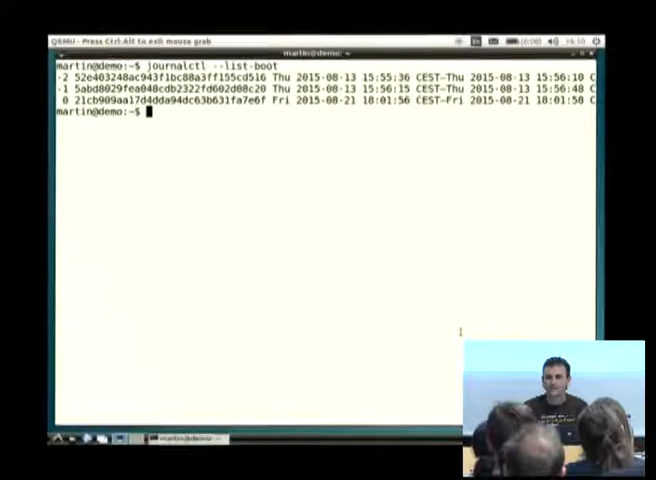 QEMU - Press Ctrl-Alt to exit mouse grab
martin@demo: ~
martin@demo:~$ journalctl --list-boot
-2 52e403248ac943f1bc88a3ff155cd516 Thu 2015-08-13 15:55:36 CEST—Thu 2015-08-13 15:56:10 C
-1 5abd8029fea048cdb2322fd602d08c20 Thu 2015-08-13 15:56:15 CEST—Thu 2015-08-13 15:56:48 C
0 21cb909aa17d4dda94dc63b631fa7e6f Fri 2015-08-21 18:01:56 CEST—Fri 2015-08-21 18:01:58 C
martin@demo:~$
martin@demo: ~